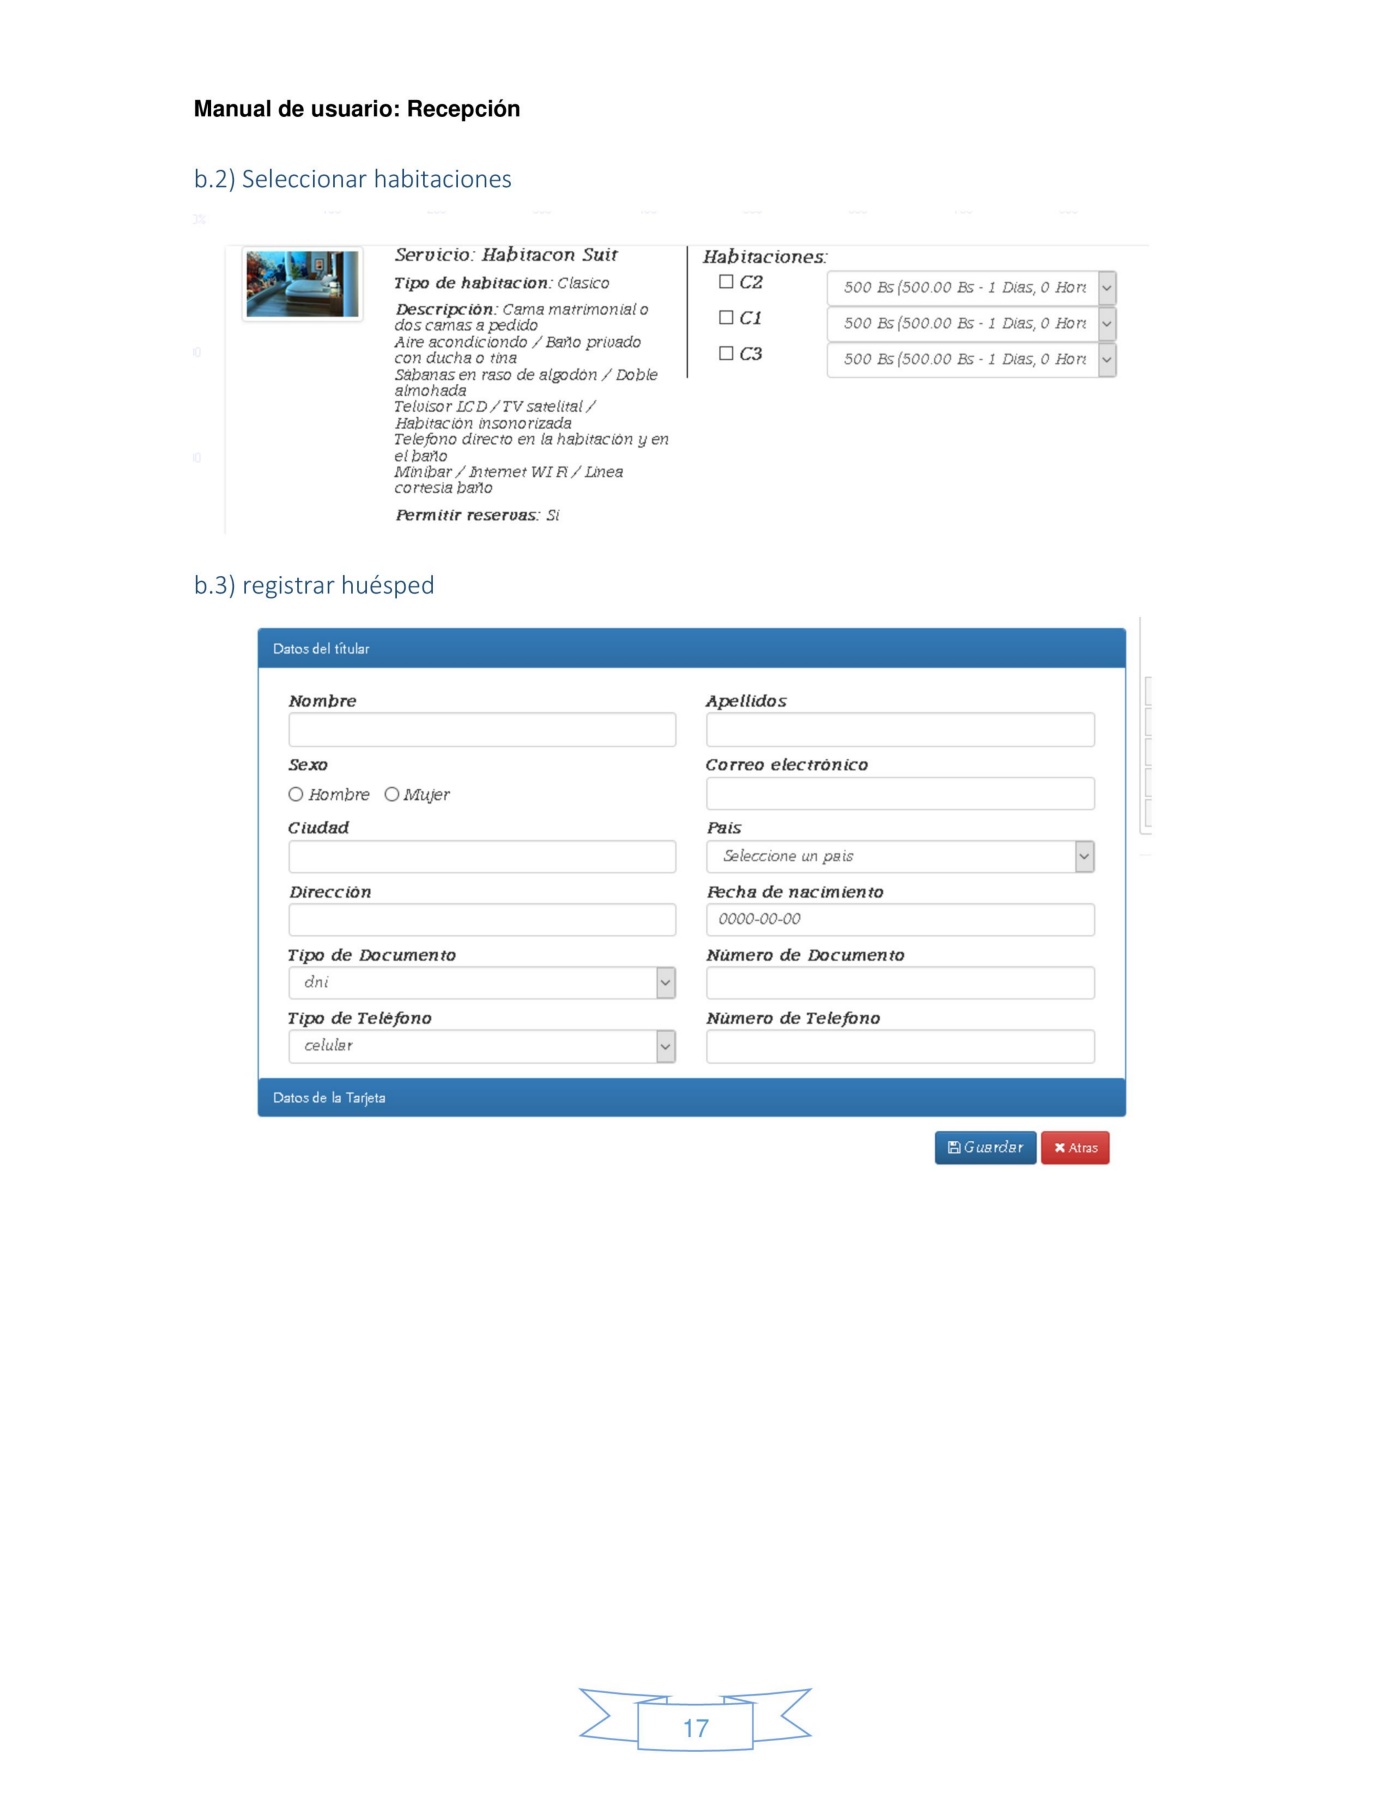 Manual de usuario: Recepción
b.2) Seleccionar habitaciones
Servicio: Habitacon Suit
Tipo de habitacion: Clasico
Descripción: Cama matrimonial o
dos camas a pedido
Aire acondiciondo / Baño privado
con ducha o tina
Sábanas en raso de algodón / Doble
almohada
Telvisor LCD / TV satelital /
Habitación insonorizada
Telefono directo en la habitación y en
el baño
Minibar / Internet WI Fi / Linea
cortesia baño
Permitir reservas: Si
Habitaciones:
C2 500 Bs (500.00 Bs - 1 Dias, 0 Hora
C1 500 Bs (500.00 Bs - 1 Dias, 0 Hora
C3 500 Bs (500.00 Bs - 1 Dias, 0 Hora
b.3) registrar huésped
Datos del títular
Nombre Apellidos
Sexo Correo electrónico
Hombre Mujer
Ciudad Pais
Seleccione un pais
Dirección Fecha de nacimiento
0000-00-00
Tipo de Documento Número de Documento
dni
Tipo de Teléfono Número de Telefono
celular
Datos de la Tarjeta
Guardar Atras
17